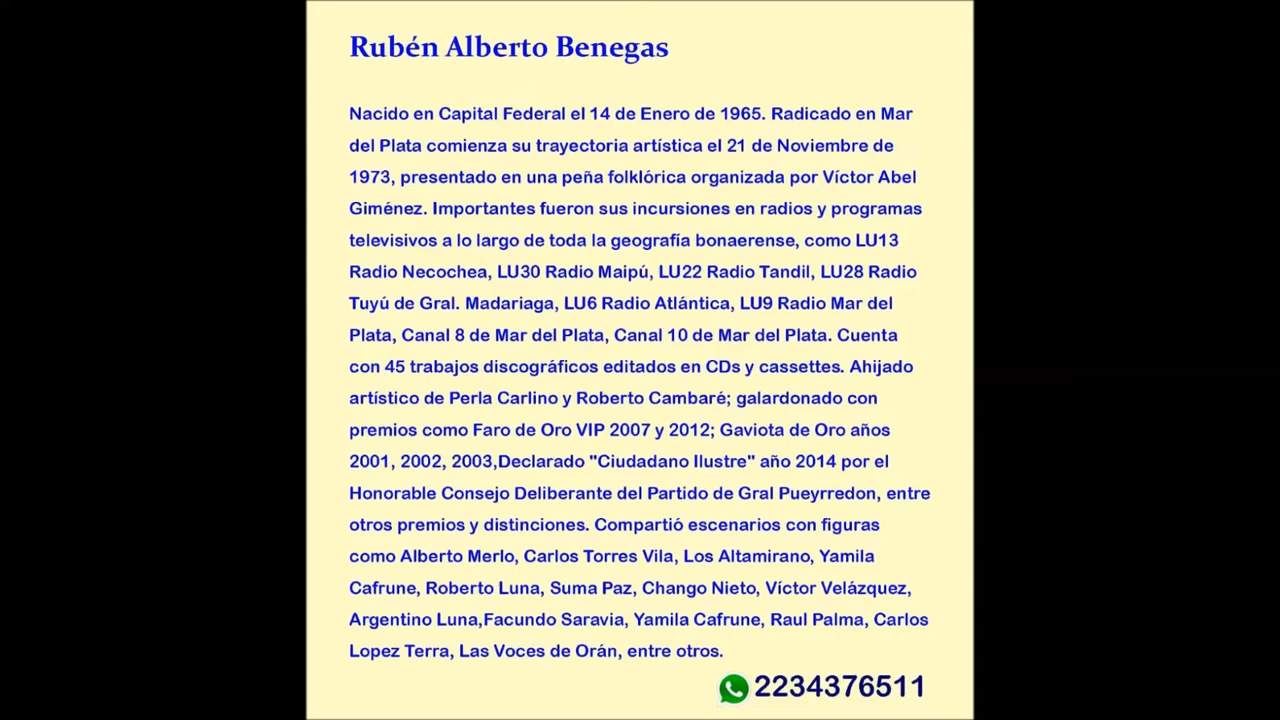 Rubén Alberto Benegas
Nacido en Capital Federal el 14 de Enero de 1965. Radicado en Mar
del Plata comienza su trayectoria artística el 21 de Noviembre de
1973, presentado en una peña folklórica organizada por Víctor Abel
Giménez. Importantes fueron sus incursiones en radios y programas
televisivos a lo largo de toda la geografía bonaerense, como LU13
Radio Necochea, LU30 Radio Maipú, LU22 Radio Tandil, LU28 Radio
Tuyú de Gral. Madariaga, LU6 Radio Atlántica, LU9 Radio Mar del
Plata, Canal 8 de Mar del Plata, Canal 10 de Mar del Plata. Cuenta
con 45 trabajos discográficos editados en CDs y cassettes. Ahijado
artístico de Perla Carlino y Roberto Cambaré; galardonado con
premios como Faro de Oro VIP 2007 y 2012; Gaviota de Oro años
2001, 2002, 2003,Declarado "Ciudadano Ilustre" año 2014 por el
Honorable Consejo Deliberante del Partido de Gral Pueyrredon, entre
otros premios y distinciones. Compartió escenarios con figuras
como Alberto Merlo, Carlos Torres Vila, Los Altamirano, Yamila
Cafrune, Roberto Luna, Suma Paz, Chango Nieto, Víctor Velázquez,
Argentino Luna,Facundo Saravia, Yamila Cafrune, Raul Palma, Carlos
Lopez Terra, Las Voces de Orán, entre otros.
2234376511